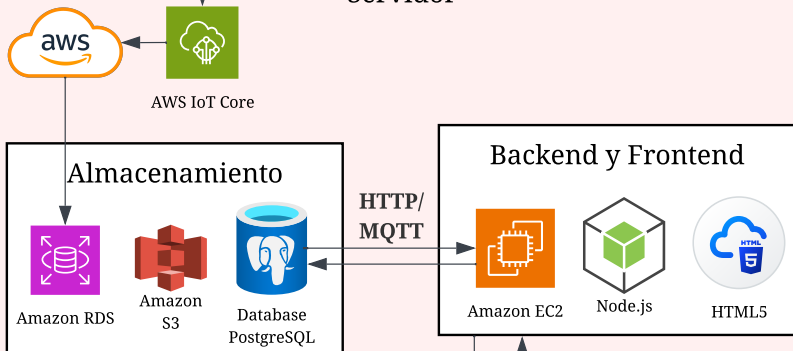 Servidor
aws
AWS IoT Core
Almacenamiento
Backend y Frontend
HTTP/
MQTT
HTML
5
Amazon RDS
Amazon
S3
Database
PostgreSQL
Amazon EC2
Node.js
HTML5